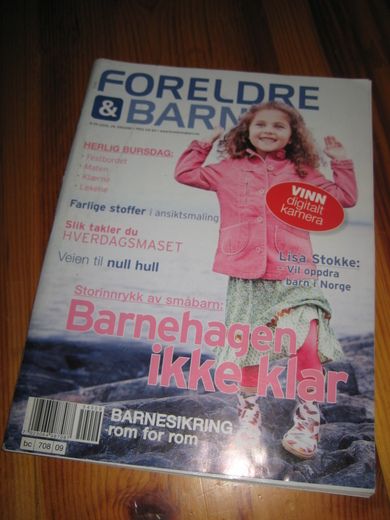 FORELDRE
& BARN
HERLIG BURSDAG:
- Festbordet
- Maten
- Klærne
- Lekene
VINN
digitalt
kamera
Farlige stoffer i ansiktsmaling
Slik takler du
HVERDAGSMASET
Veien til null hull
Lisa Stokke:
- Vil oppdra
barn i Norge
Storinnrykk av småbarn:
Barnehagen
ikke klar
BARNESIKRING
rom for rom
bc 708 09